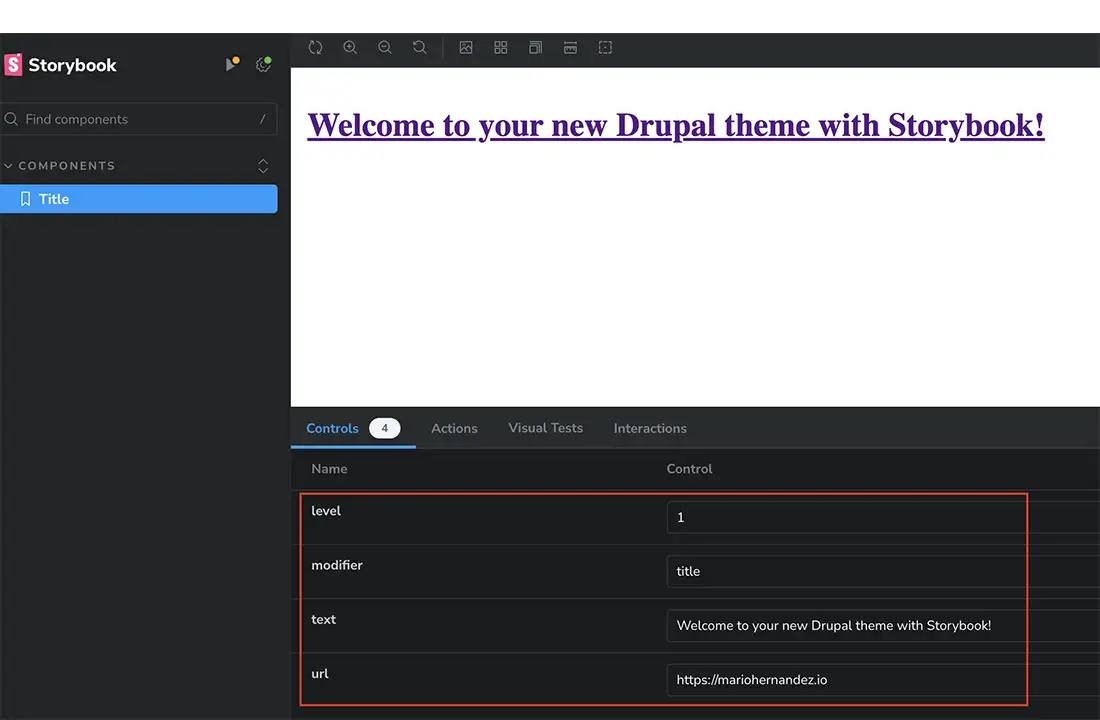 Storybook
Find components /
COMPONENTS
Title
Welcome to your new Drupal theme with Storybook!
Controls 4 Actions Visual Tests Interactions
Name Control
level 1
modifier title
text Welcome to your new Drupal theme with Storybook!
url https://mariohernandez.io